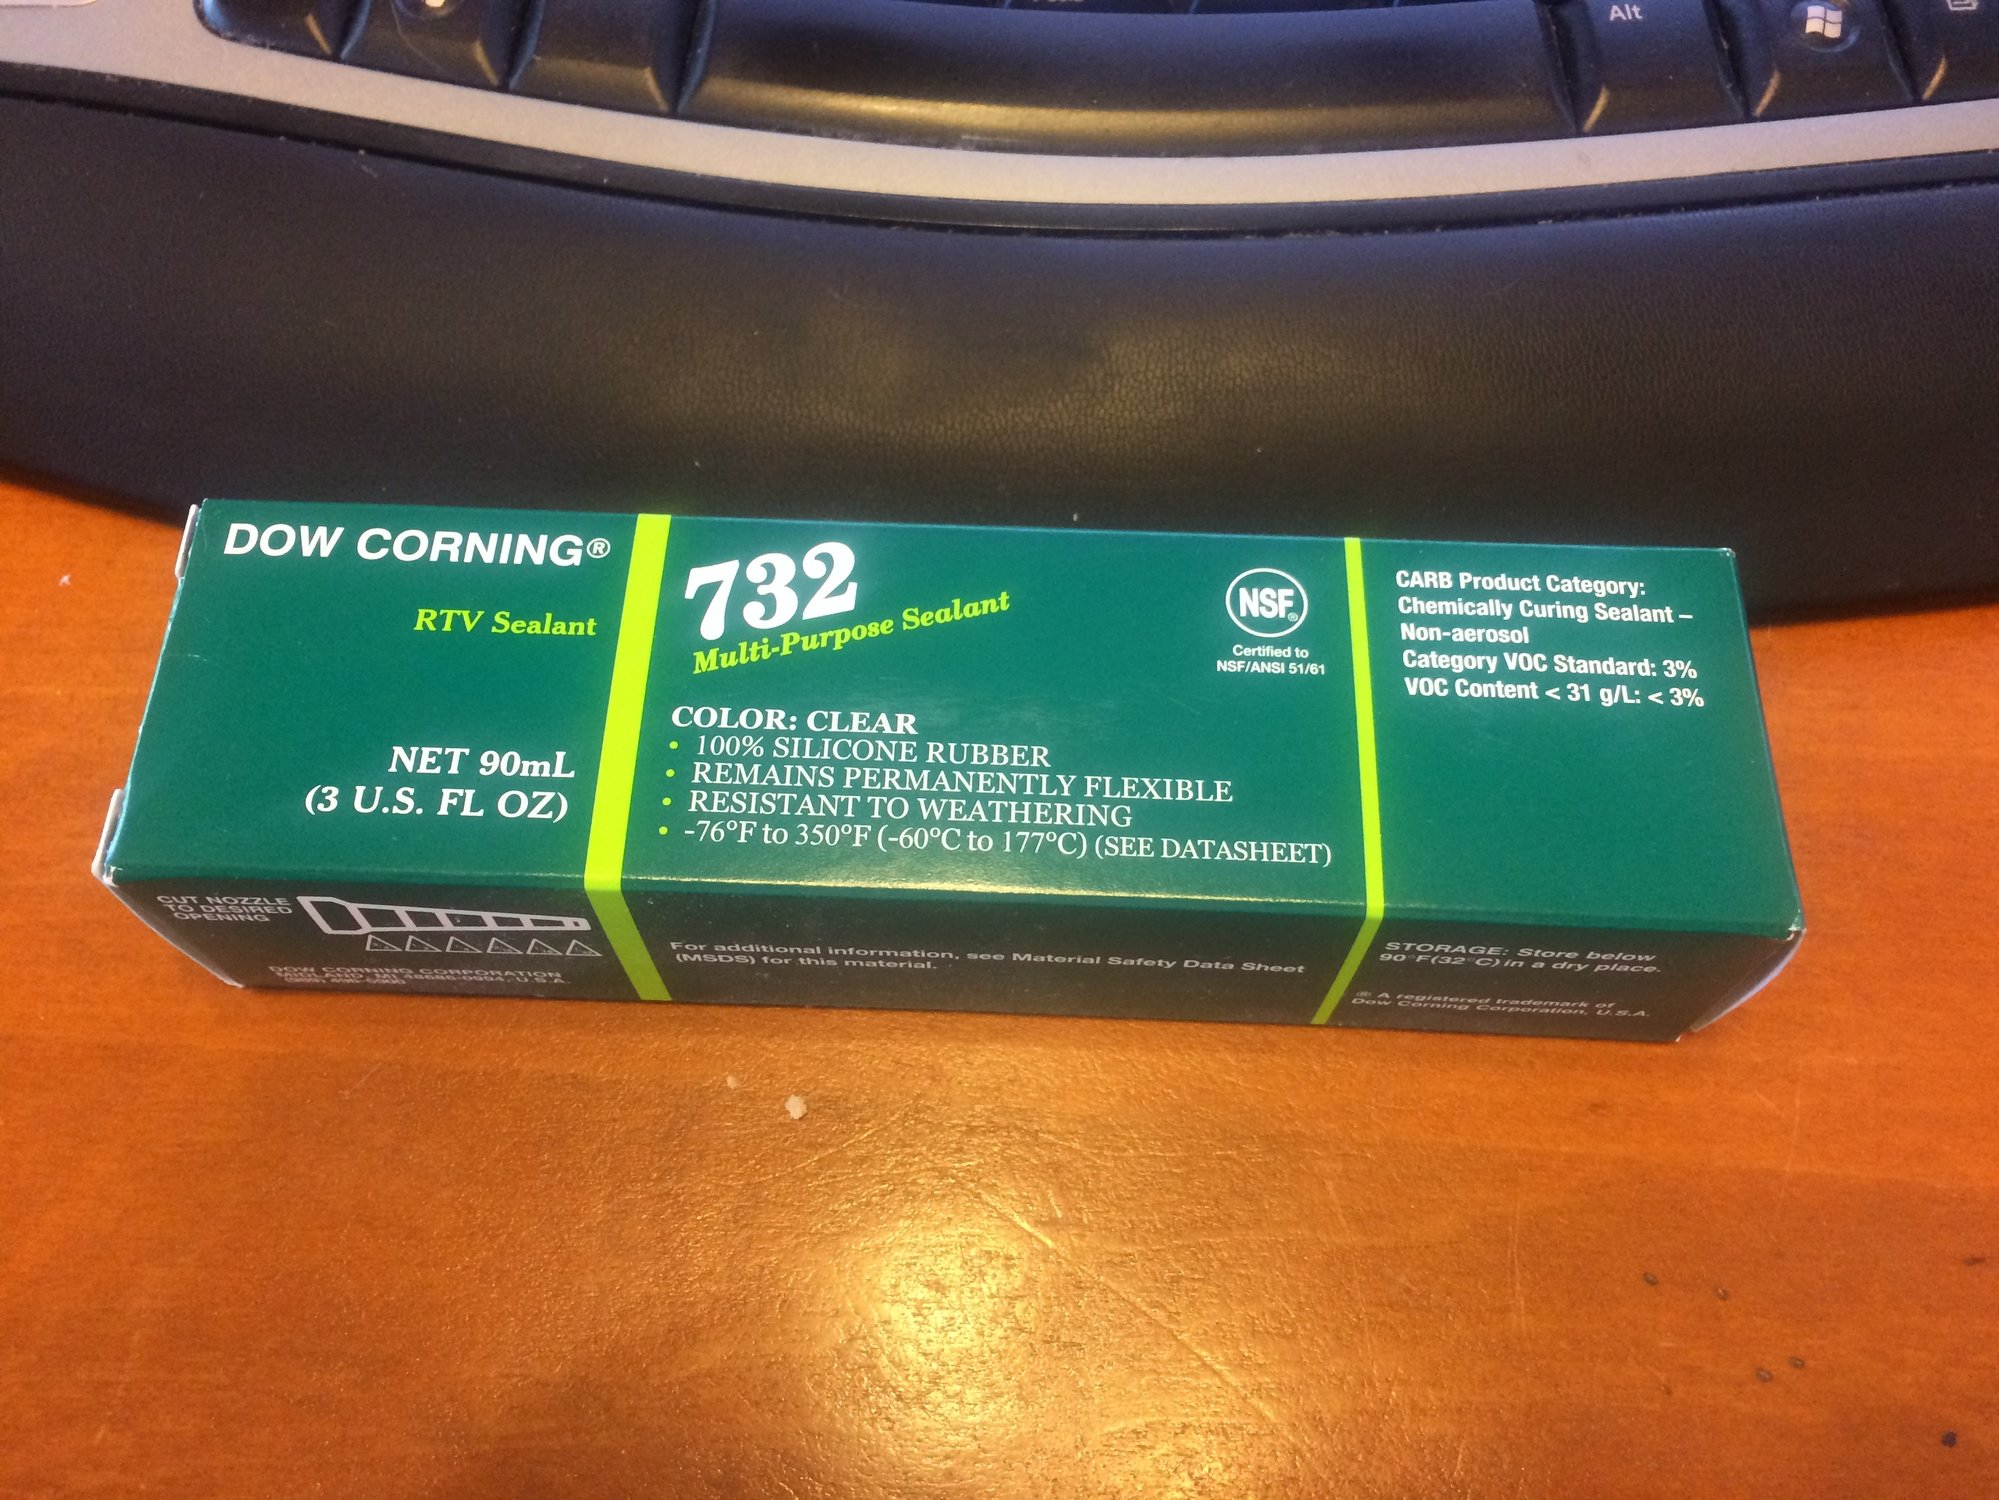 Alt
DOW CORNING®
RTV Sealant
NET 90mL
(3 U.S. FL OZ)
732
Multi-Purpose Sealant
COLOR: CLEAR
• 100% SILICONE RUBBER
• REMAINS PERMANENTLY FLEXIBLE
• RESISTANT TO WEATHERING
• -76°F to 350°F (-60°C to 177°C) (SEE DATASHEET)
NSF®
Certified to
NSF/ANSI 51/61
CARB Product Category:
Chemically Curing Sealant –
Non-aerosol
Category VOC Standard: 3%
VOC Content < 31 g/L: < 3%
CUT NOZZLE
TO DESIRED
OPENING
DOW CORNING CORPORATION
MIDLAND, MI 48686-0994, U.S.A.
For additional information, see Material Safety Data Sheet
(MSDS) for this material.
STORAGE: Store below
90°F(32°C) in a dry place.
® A registered trademark of
Dow Corning Corporation, U.S.A.